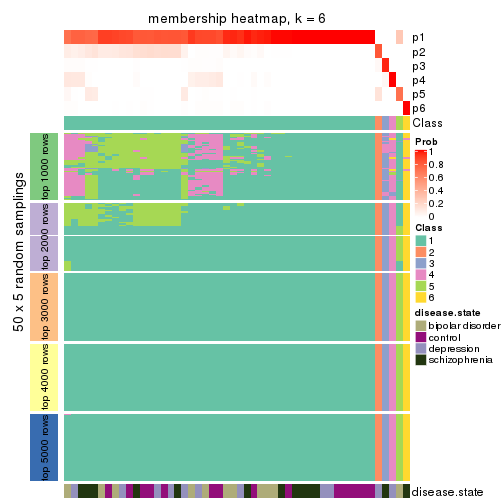 membership heatmap, k = 6
p1
p2
p3
p4
p5
p6
Class
50 x 5 random samplings
top 1000 rows
top 2000 rows
top 3000 rows
top 4000 rows
top 5000 rows
disease.state
Prob
1
0.8
0.6
0.4
0.2
0
Class
1
2
3
4
5
6
disease.state
bipolar disorder
control
depression
schizophrenia